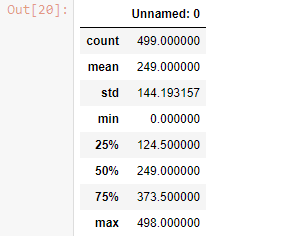 Out[20]:
Unnamed: 0
count 499.000000
mean 249.000000
std 144.193157
min 0.000000
25% 124.500000
50% 249.000000
75% 373.500000
max 498.000000